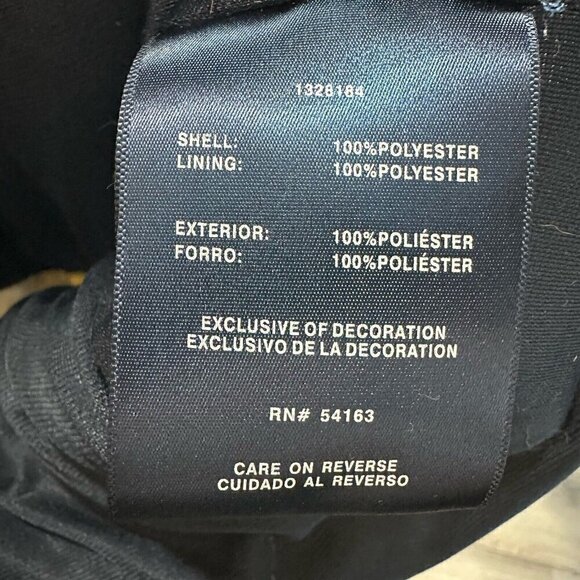 1328184
SHELL: 100%POLYESTER
LINING: 100%POLYESTER
EXTERIOR: 100%POLIÉSTER
FORRO: 100%POLIÉSTER
EXCLUSIVE OF DECORATION
EXCLUSIVO DE LA DECORATION
RN# 54163
CARE ON REVERSE
CUIDADO AL REVERSO